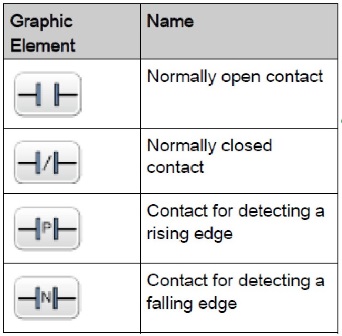 Graphic Element
Name
Normally open contact
/
Normally closed
contact
P
Contact for detecting a
rising edge
N
Contact for detecting a
falling edge